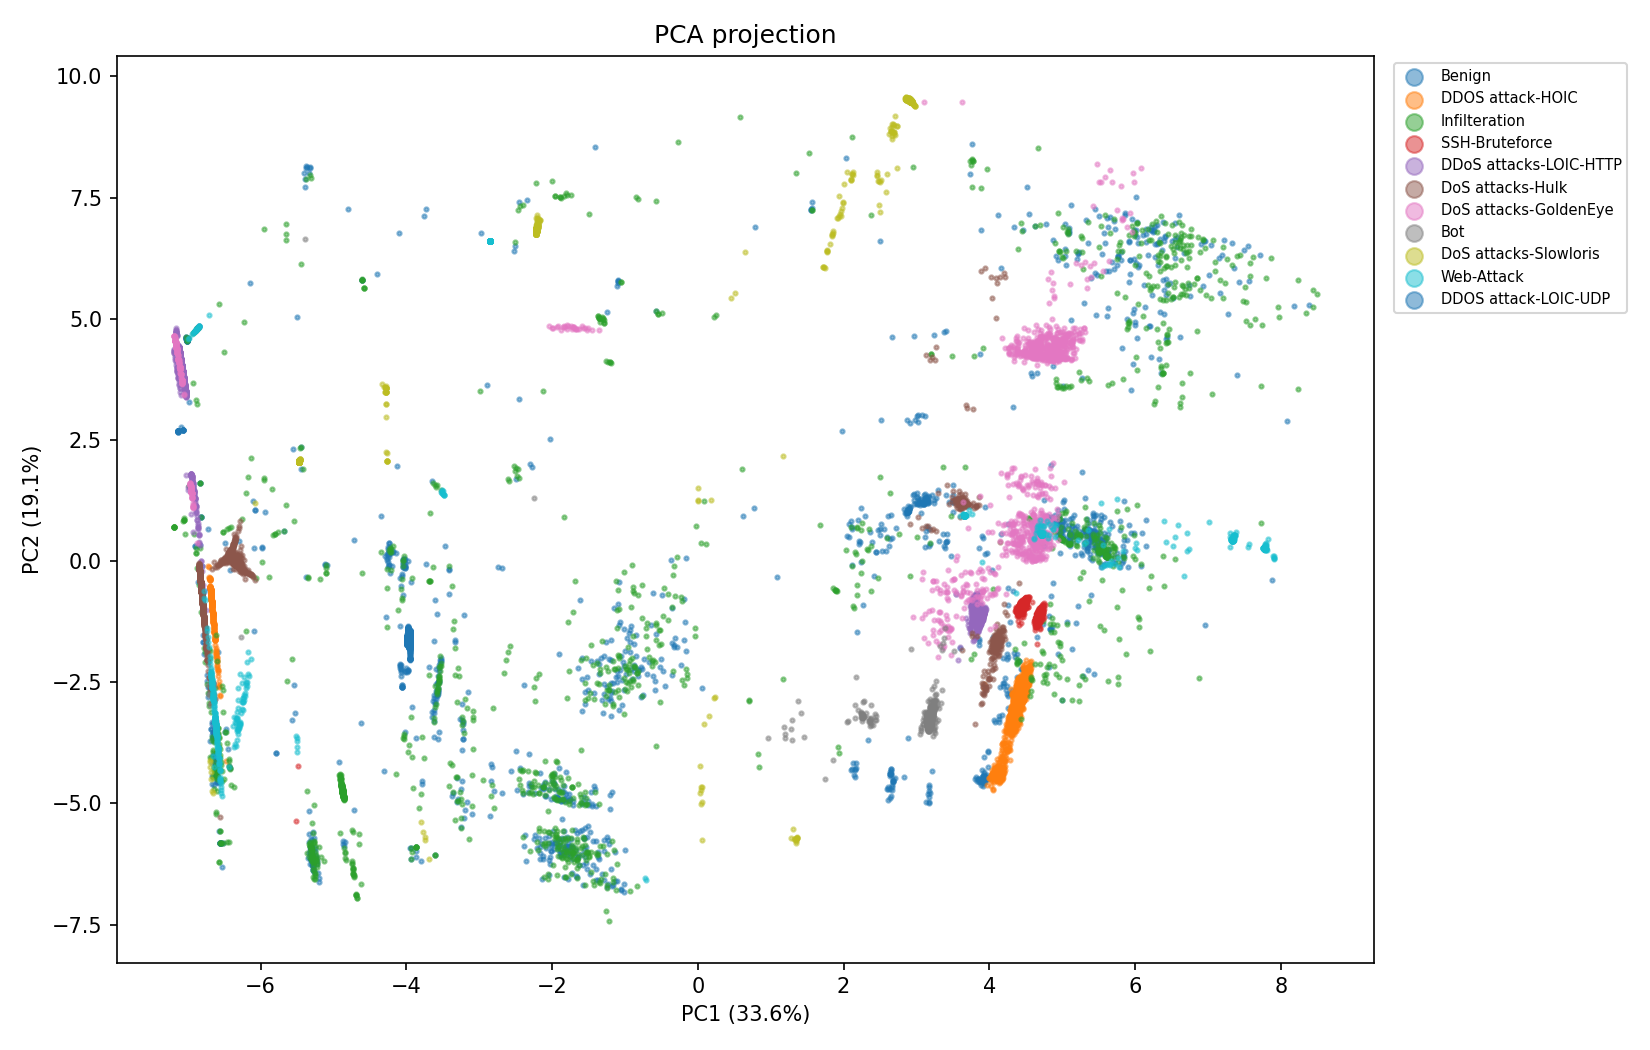 PCA projection
10.0
7.5
5.0
2.5
0.0
−2.5
−5.0
−7.5
PC2 (19.1%)
−6
−4
−2
0
2
4
6
8
PC1 (33.6%)
Benign
DDOS attack-HOIC
Infilteration
SSH-Bruteforce
DDoS attacks-LOIC-HTTP
DoS attacks-Hulk
DoS attacks-GoldenEye
Bot
DoS attacks-Slowloris
Web-Attack
DDOS attack-LOIC-UDP